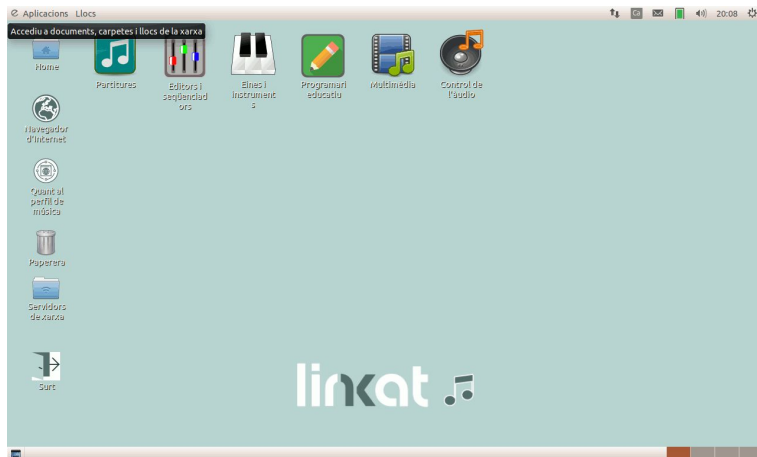 Aplicacions Llocs
Ca
20:08
Accediu a documents, carpetes i llocs de la xarxa
Home
Partitures
Editors i
seqüenciad
ors
Eines i
instrument
s
Programari
educatiu
Multimèdia
Control de
l'àudio
Navegador
d'Internet
Quant al
perfil de
música
Paperera
Servidors
de xarxa
Surt
linkat